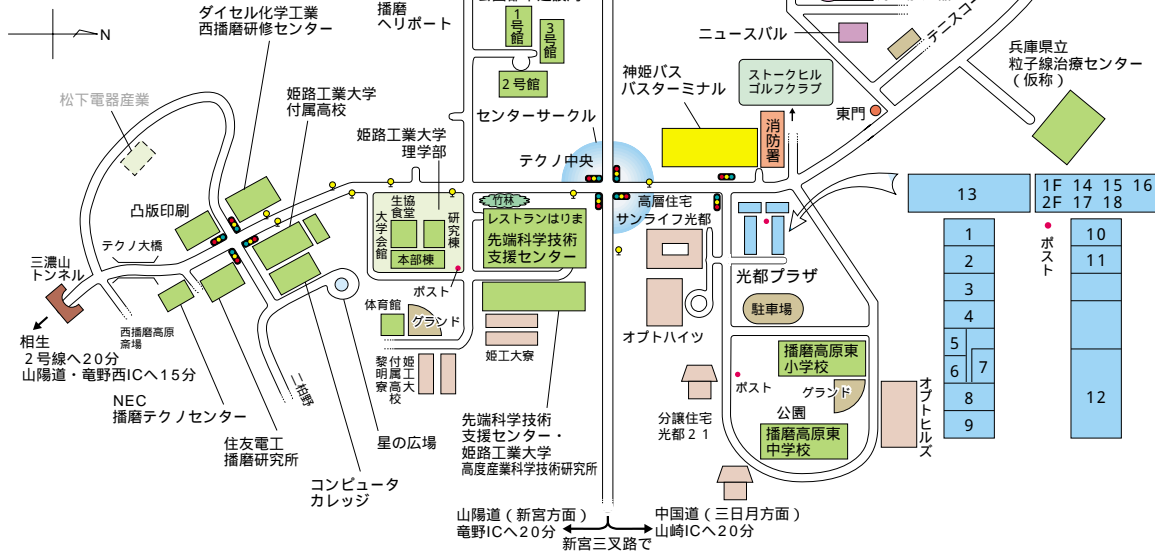 N
ダイセル化学工業
西播磨研修センター
播磨
ヘリポート
1号館
3号館
2号館
ニュースバル
テニスコー
兵庫県立
粒子線治療センター
(仮称)
松下電器産業
姫路工業大学
付属高校
姫路工業大学
理学部
センターサークル
テクノ中央
神姫バス
バスターミナル
ストークヒル
ゴルフクラブ
消防署
東門
凸版印刷
テクノ大橋
三濃山
トンネル
相生
2号線へ20分
山陽道・竜野西ICへ15分
西播磨高原
斎場
NEC
播磨テクノセンター
住友電工
播磨研究所
二柏野
コンピュータ
カレッジ
星の広場
生協
食堂
大学会館
研究棟
本部棟
ポスト
体育館
グランド
姫工大
付属高校
黎明寮
竹林
レストランはりま
先端科学技術
支援センター
姫工大寮
先端科学技術
支援センター・
姫路工業大学
高度産業科学技術研究所
高層住宅
サンライフ光都
オプトハイツ
光都プラザ
駐車場
播磨高原東
小学校
ポスト
グランド
公園
播磨高原東
中学校
分譲住宅
光都21
オプトヒルズ
山陽道(新宮方面)
竜野ICへ20分
中国道(三日月方面)
山崎ICへ20分
新宮三叉路で
13
1F 14 15 16
2F 17 18
1
2
3
4
5
6
7
8
9
ポスト
10
11
12